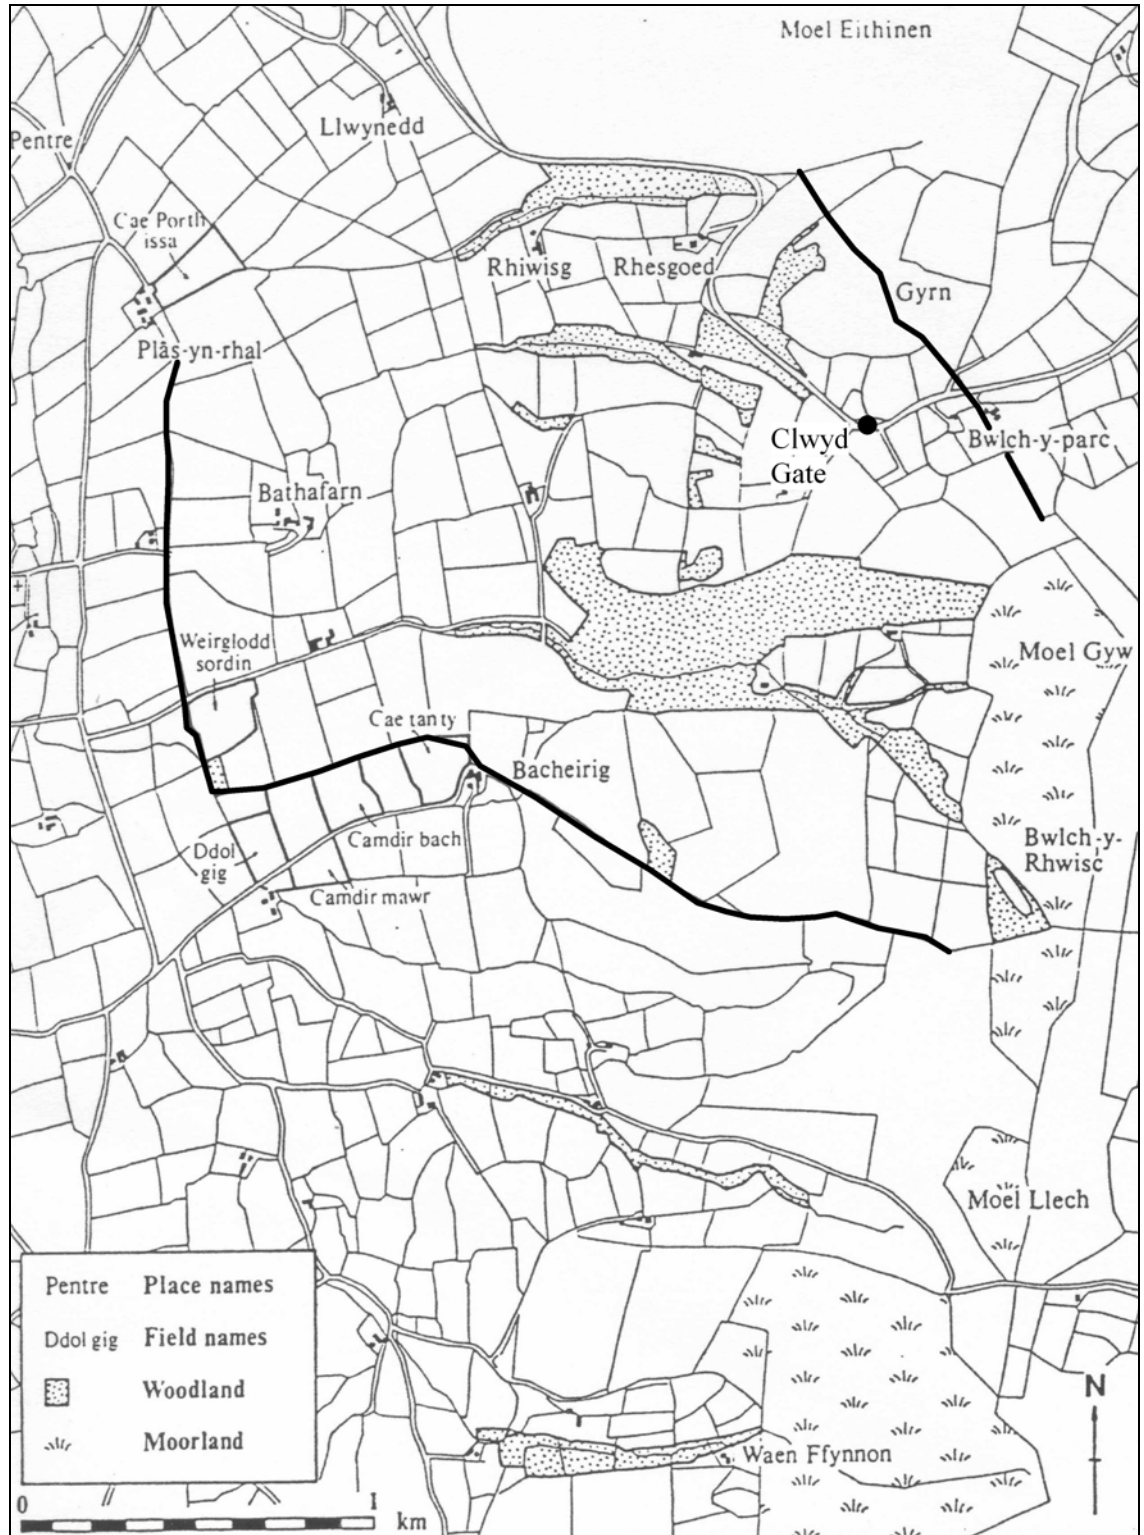 Moel Eithinen
Llwynedd
Pentre
Cae Porth
issa
Rhiwisg
Rhesgoed
Gyrn
Plâs-yn-rhal
Clwyd
Gate
Bwlch-y-parc
Bathafarn
Weirglodd
sordin
Moel Gyw
Cae tan ty
Bacheirig
Camdir bach
Ddol
gig
Bwlch-y-
Rhwisc
Camdir mawr
Moel Llech
Pentre Place names
Ddol gig Field names
Woodland
Moorland
N
Waen Ffynnon
0 1
km